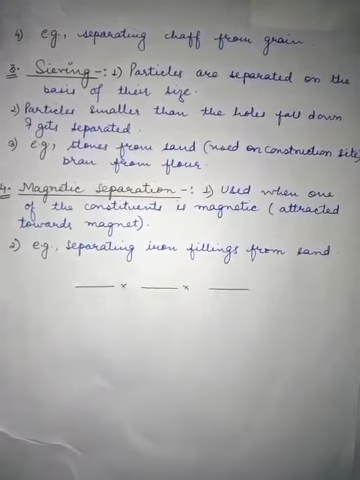 4) e.g., separating chaff from grain.
3. Sieving -: 1) Particles are separated on the
basis of their size.
2) Particles smaller than the holes fall down
& gets separated.
3) e.g., stones from sand (used on construction site)
bran from flour.
4. Magnetic separation -: 1) Used when one
of the constituents is magnetic (attracted
towards magnet).
2) e.g., separating iron fillings from sand.
—— x —— x ——